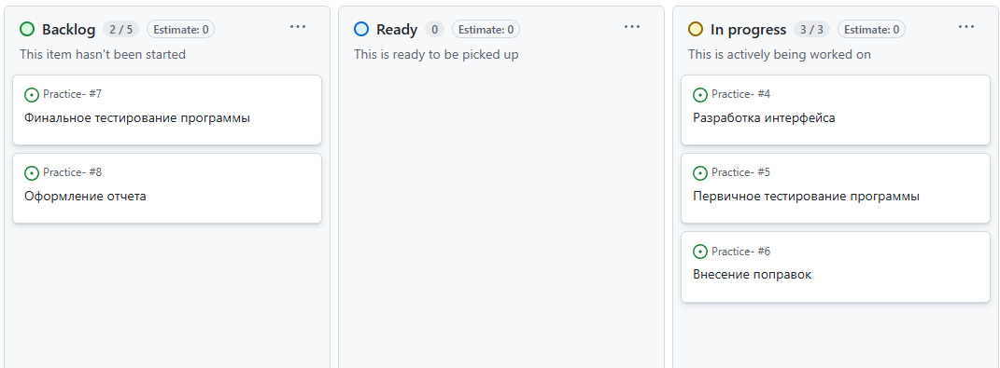 Backlog 2 / 5 Estimate: 0 ···
This item hasn't been started
Practice- #7
Финальное тестирование программы
Practice- #8
Оформление отчета
Ready 0 Estimate: 0 ···
This is ready to be picked up
In progress 3 / 3 Estimate: 0 ···
This is actively being worked on
Practice- #4
Разработка интерфейса
Practice- #5
Первичное тестирование программы
Practice- #6
Внесение поправок